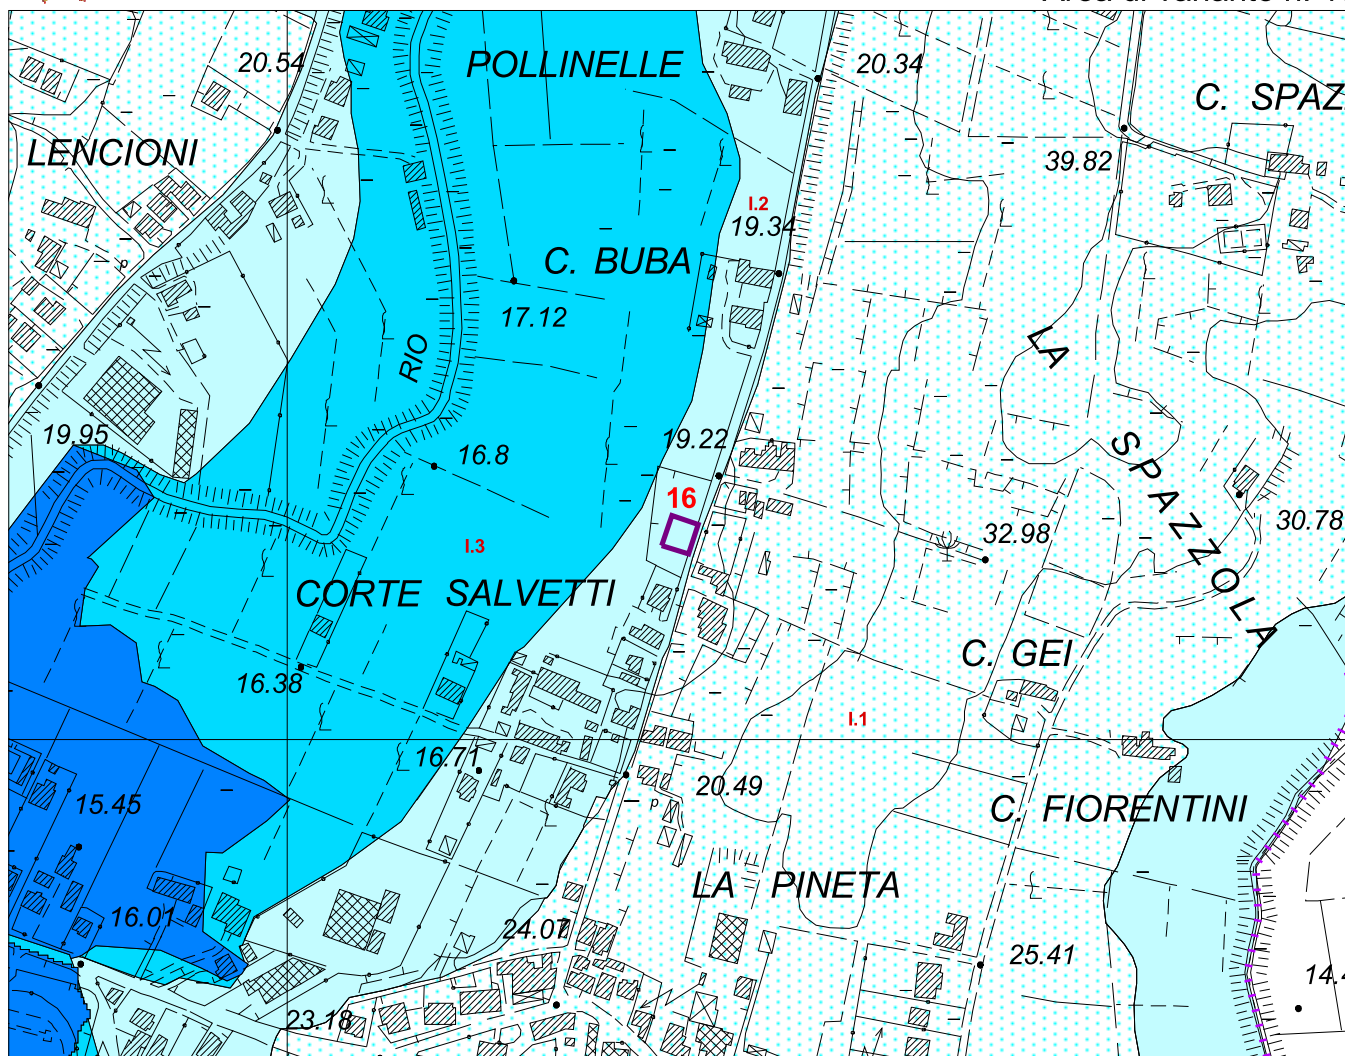 POLLINELLE
20.54
20.34
C. SPAZ
LENCIONI
39.82
I.2
19.34
C. BUBA
17.12
RIO
LA SPAZZOLA
19.95
19.22
16.8
16
30.78
32.98
I.3
CORTE SALVETTI
C. GEI
16.38
I.1
16.71
20.49
15.45
C. FIORENTINI
LA PINETA
16.01
24.07
25.41
23.18
p
p